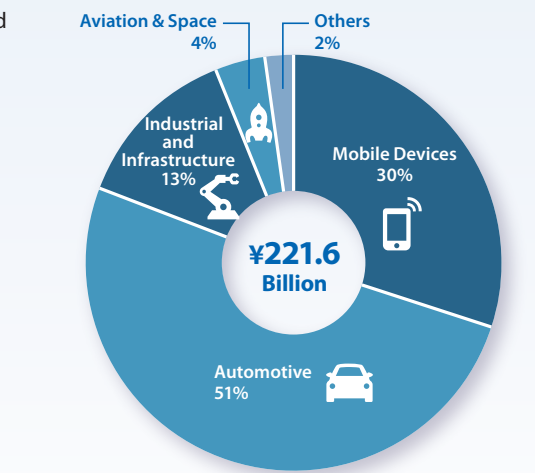 Aviation & Space
4%
Others
2%
Industrial
and
Infrastructure
13%
Mobile Devices
30%
¥221.6
Billion
Automotive
51%